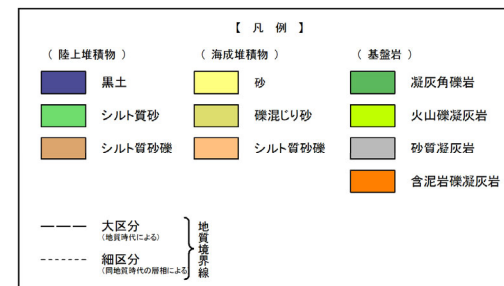 【 凡 例 】
（ 陸上堆積物 ） （ 海成堆積物 ） （ 基盤岩 ）
黒土 砂 凝灰角礫岩
シルト質砂 礫混じり砂 火山礫凝灰岩
シルト質砂礫 シルト質砂礫 砂質凝灰岩
含泥岩礫凝灰岩
大区分
（地質時代による）
細区分
（同地質時代の層相による）
地質境界線